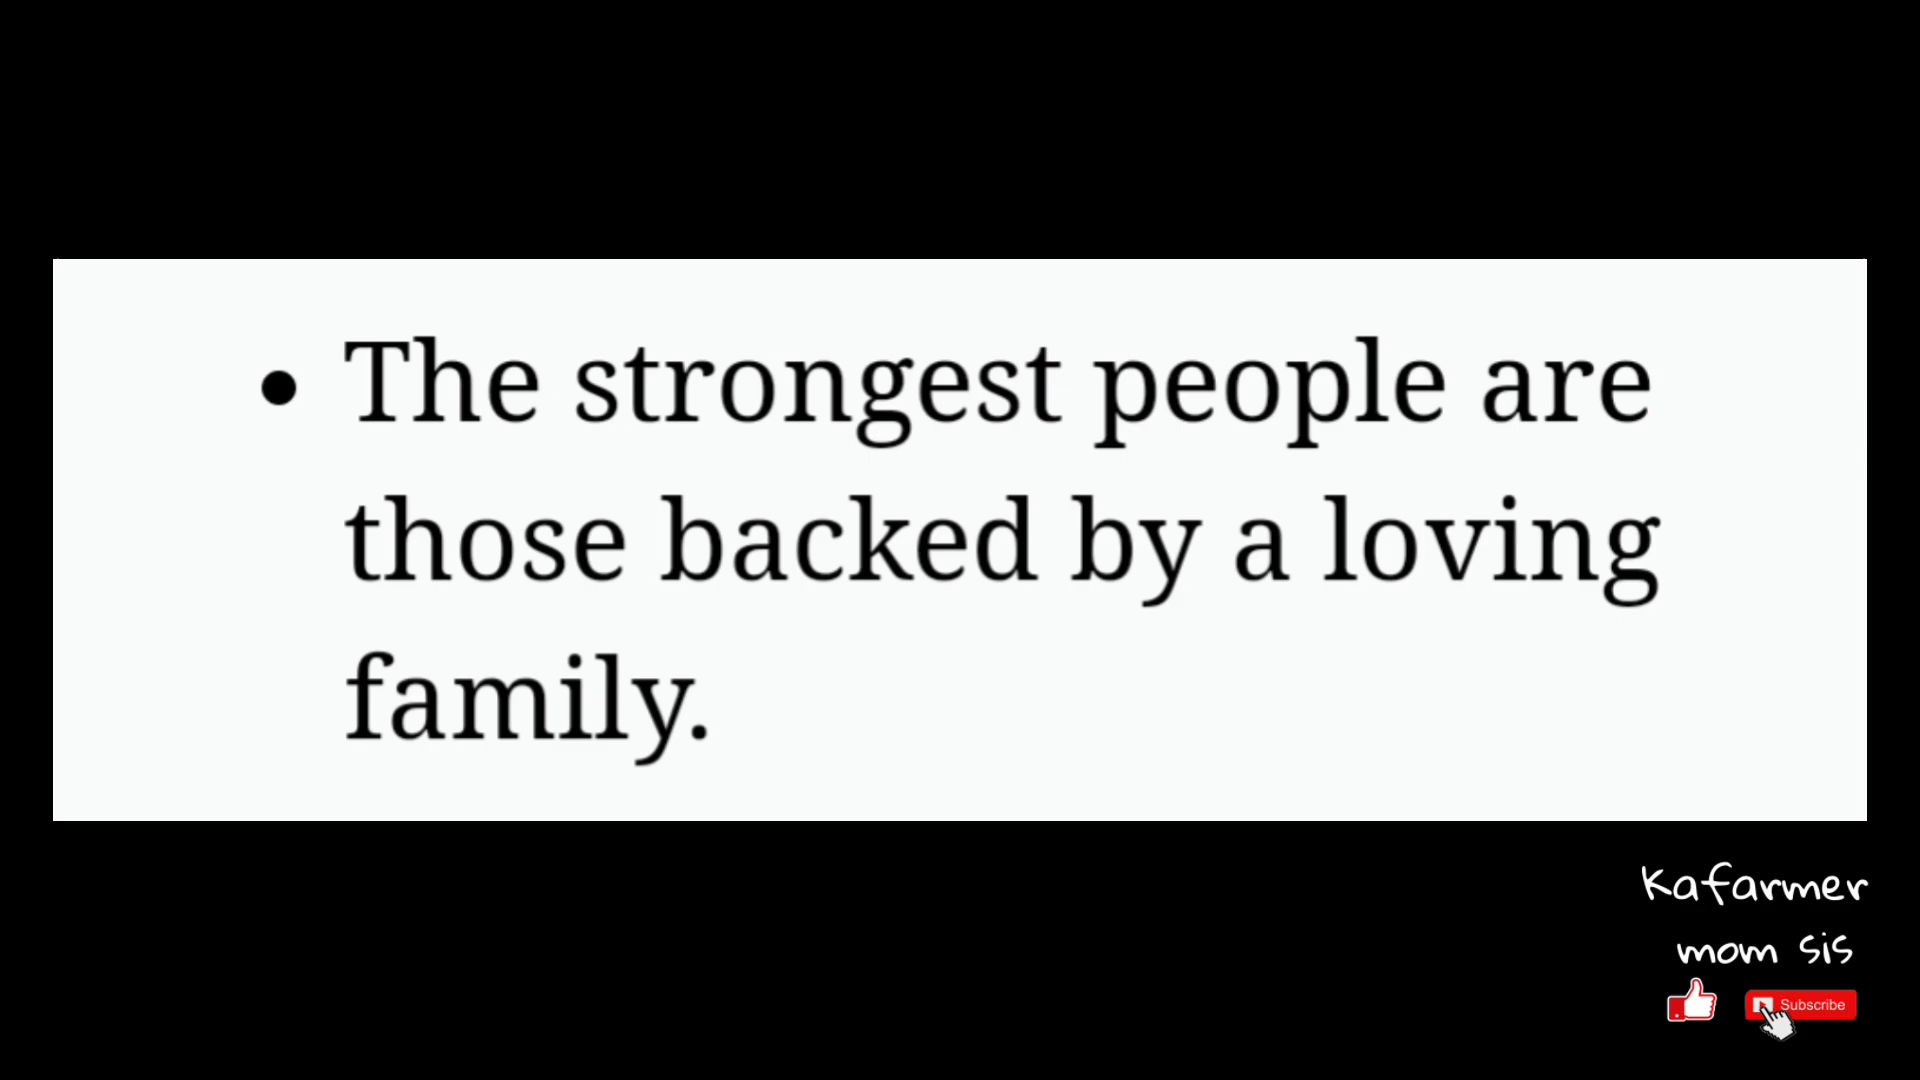 • The strongest people are
those backed by a loving
family.
Kafarmer
mom sis
Subscribe